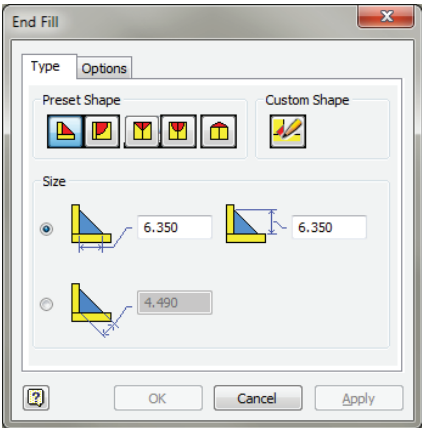 End Fill
Type Options
Preset Shape Custom Shape
Size
6.350 6.350
4.490
OK Cancel Apply